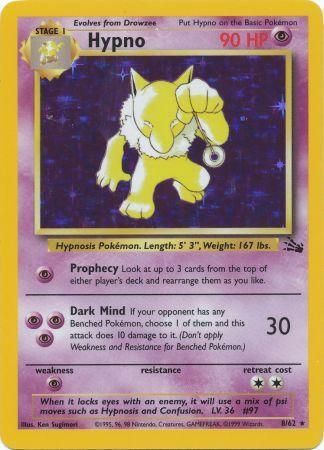 Evolves from Drowzee
Put Hypno on the Basic Pokémon
STAGE 1
Hypno
90 HP
Hypnosis Pokémon. Length: 5' 3", Weight: 167 lbs.
Prophecy Look at up to 3 cards from the top of
either player's deck and rearrange them as you like.
Dark Mind If your opponent has any
Benched Pokémon, choose 1 of them and this
attack does 10 damage to it. (Don't apply
Weakness and Resistance for Benched Pokémon.)
30
weakness
resistance
retreat cost
When it locks eyes with an enemy, it will use a mix of psi
moves such as Hypnosis and Confusion. LV. 36 #97
Illus. Ken Sugimori
©1995, 96, 98 Nintendo, Creatures, GAMEFREAK. ©1999 Wizards.
8/62